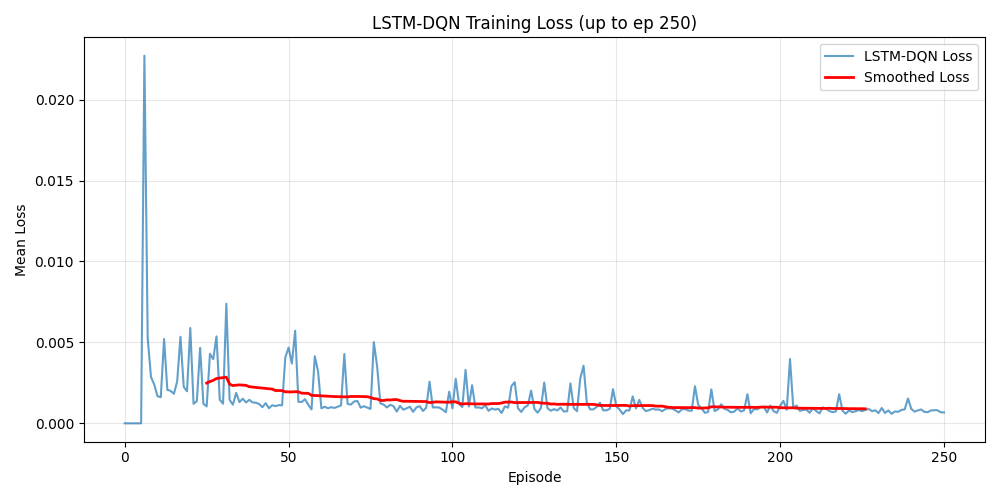 LSTM-DQN Training Loss (up to ep 250)
LSTM-DQN Loss
Smoothed Loss
Mean Loss
0.020
0.015
0.010
0.005
0.000
0 50 100 150 200 250
Episode